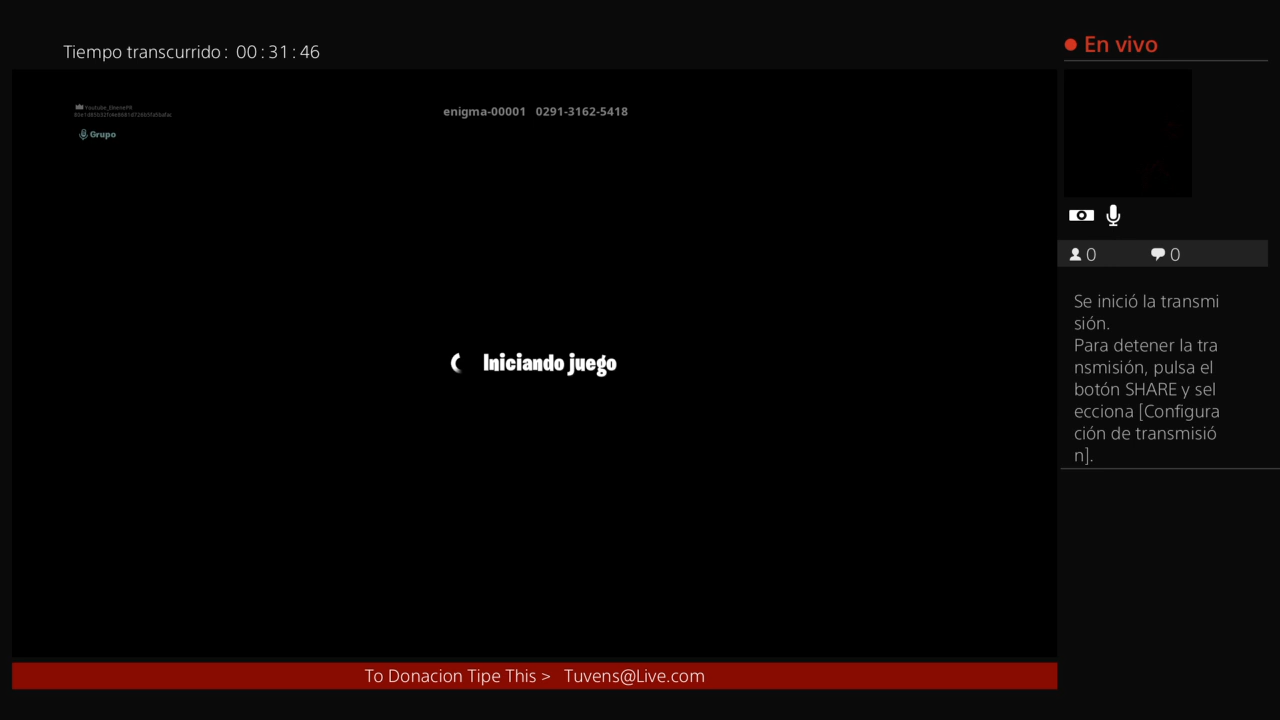 Tiempo transcurrido : 00 : 31 : 46
En vivo
enigma-00001 0291-3162-5418
Grupo
0
0
Se inició la transmi
sión.
Para detener la tra
nsmisión, pulsa el
botón SHARE y sel
ecciona [Configura
ción de transmisió
n].
Iniciando juego
To Donacion Tipe This > Tuvens@Live.com